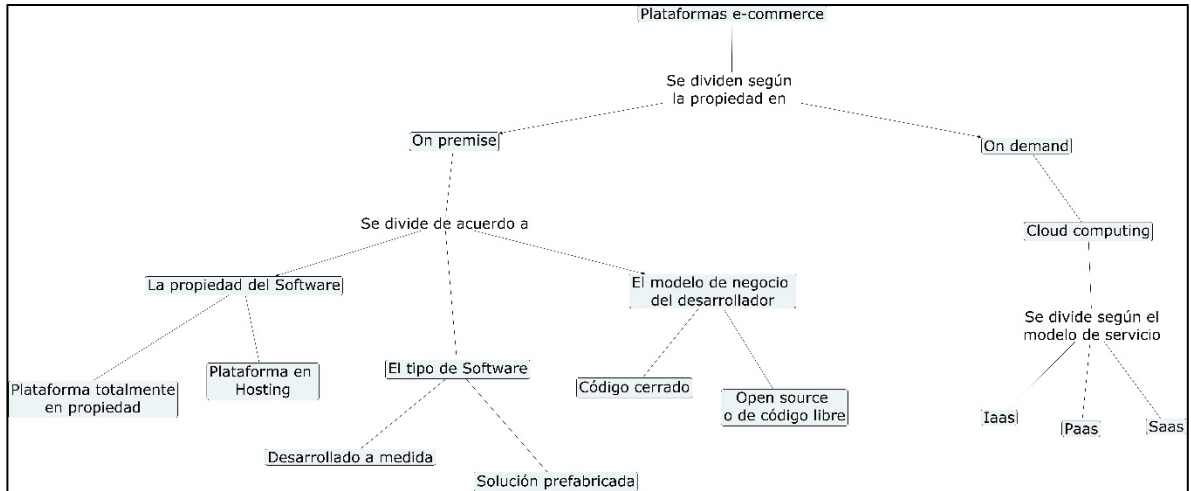 Plataformas e-commerce
Se dividen según
la propiedad en
On premise
On demand
Se divide de acuerdo a
Cloud computing
La propiedad del Software
El modelo de negocio
del desarrollador
Se divide según el
modelo de servicio
Plataforma totalmente
en propiedad
Plataforma en
Hosting
El tipo de Software
Código cerrado
Open source
o de código libre
Iaas
Paas
Saas
Desarrollado a medida
Solución prefabricada